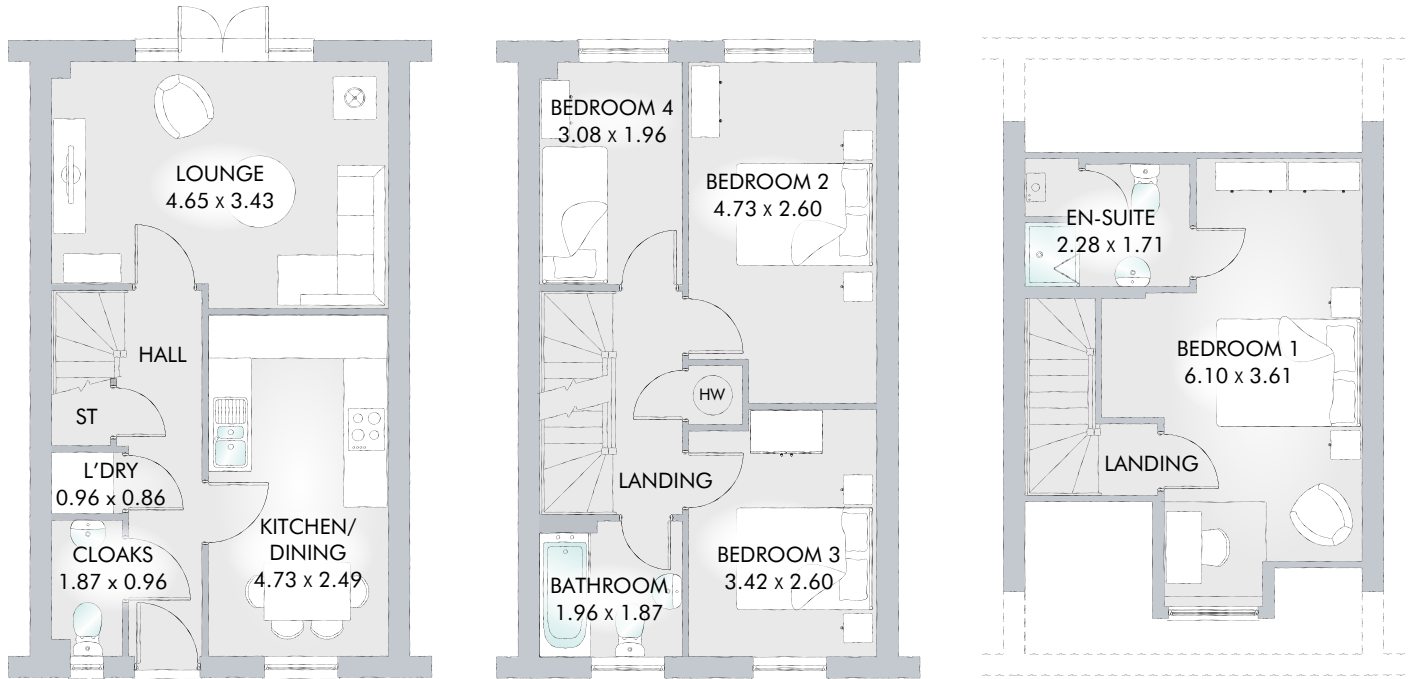 LOUNGE
4.65 x 3.43
HALL
ST
L'DRY
0.96 x 0.86
CLOAKS
1.87 x 0.96
KITCHEN/
DINING
4.73 x 2.49
BEDROOM 4
3.08 x 1.96
BEDROOM 2
4.73 x 2.60
HW
LANDING
BEDROOM 3
3.42 x 2.60
BATHROOM
1.96 x 1.87
EN-SUITE
2.28 x 1.71
BEDROOM 1
6.10 x 3.61
LANDING